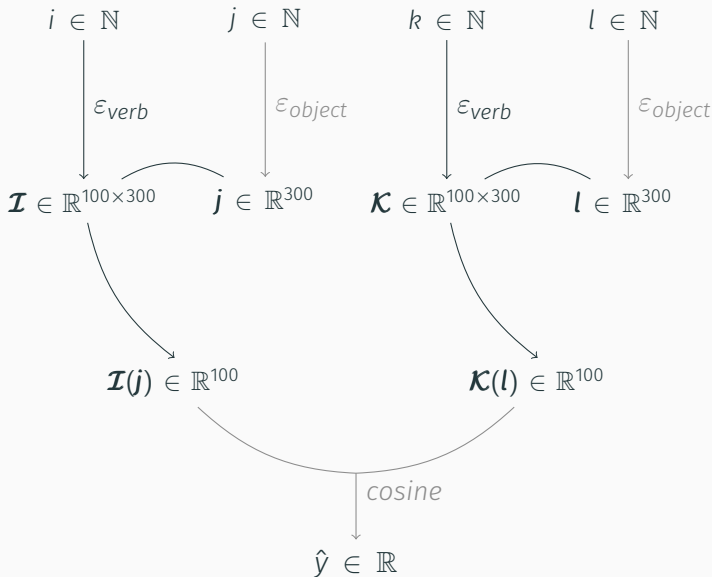 i ∈ ℕ j ∈ ℕ k ∈ ℕ l ∈ ℕ
ε_verb ε_object ε_verb ε_object
𝓘 ∈ ℝ^{100×300} j ∈ ℝ^{300} 𝓚 ∈ ℝ^{100×300} l ∈ ℝ^{300}
𝓘(j) ∈ ℝ^{100} 𝓚(l) ∈ ℝ^{100}
cosine
ŷ ∈ ℝ